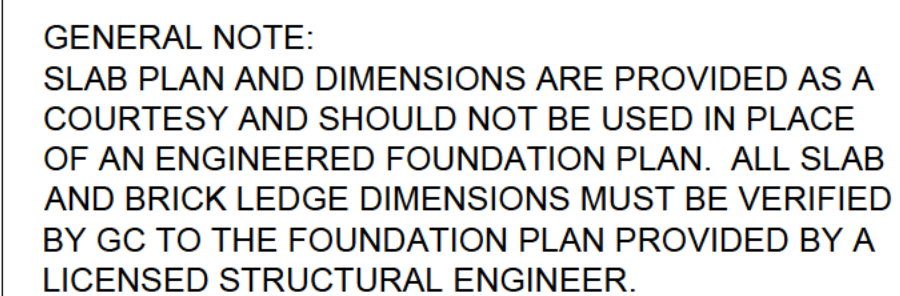 GENERAL NOTE:
SLAB PLAN AND DIMENSIONS ARE PROVIDED AS A
COURTESY AND SHOULD NOT BE USED IN PLACE
OF AN ENGINEERED FOUNDATION PLAN.  ALL SLAB
AND BRICK LEDGE DIMENSIONS MUST BE VERIFIED
BY GC TO THE FOUNDATION PLAN PROVIDED BY A
LICENSED STRUCTURAL ENGINEER.